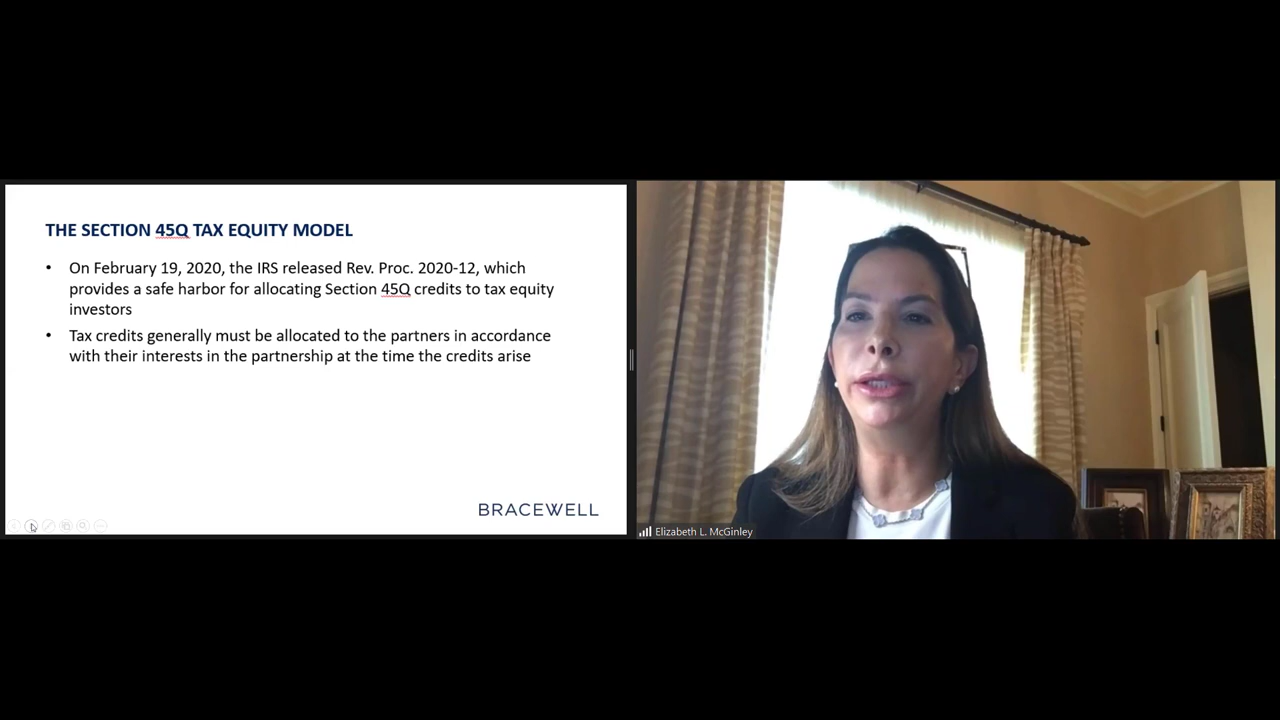 THE SECTION 45Q TAX EQUITY MODEL
• On February 19, 2020, the IRS released Rev. Proc. 2020-12, which
provides a safe harbor for allocating Section 45Q credits to tax equity
investors
• Tax credits generally must be allocated to the partners in accordance
with their interests in the partnership at the time the credits arise
BRACEWELL
Elizabeth L. McGinley